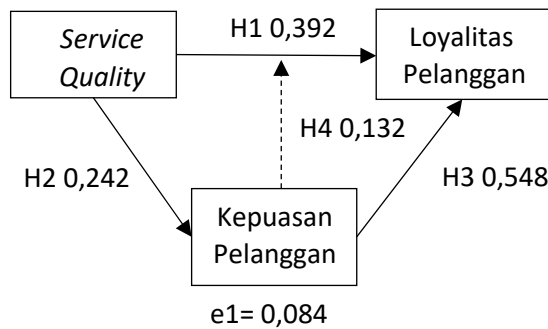 Service
Quality
H1 0,392
Loyalitas
Pelanggan
H4 0,132
H2 0,242
H3 0,548
Kepuasan
Pelanggan
e1= 0,084